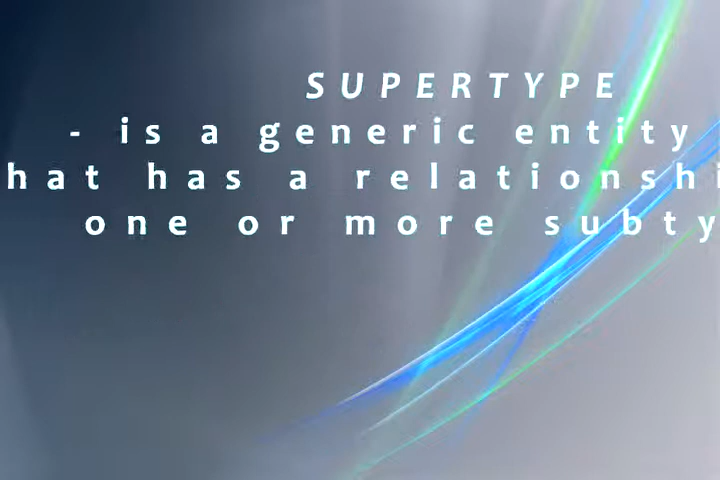 SUPERTYPE
- is a generic entity
hat has a relationshi
one or more subty